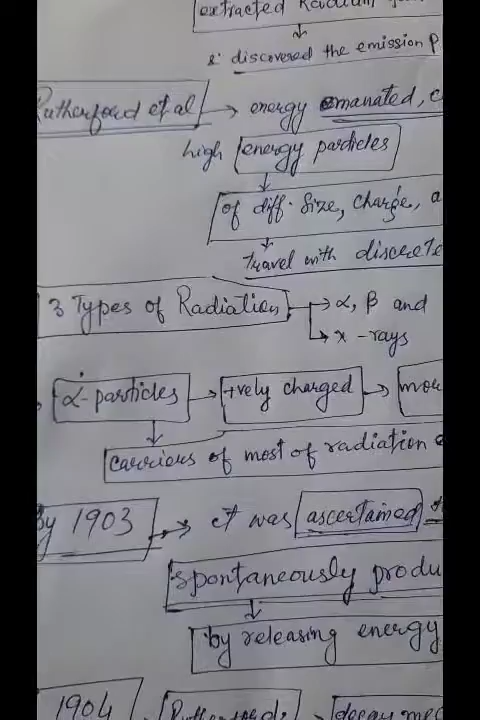 extracted Radium
& discovered the emission P
Rutherford et al → energy emanated, c
high energy particles
of diff. Size, charge, a
travel with discrete
3 Types of Radiation → α, β and
→ x - rays
α-particles → +vely charged →
carriers of most of radiation
By 1903 → it was ascertained
spontaneously produ
by releasing energy
1904